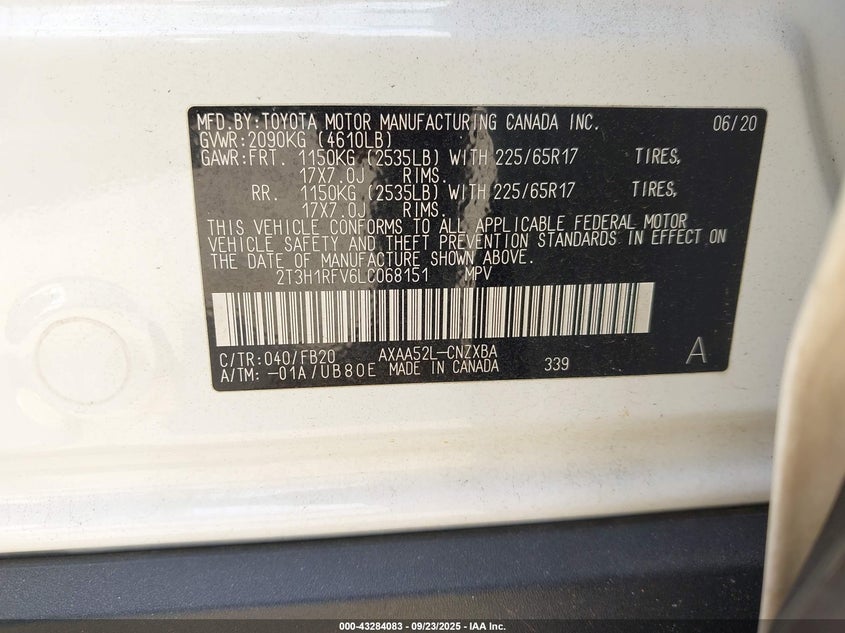 MFD.BY:TOYOTA MOTOR MANUFACTURING CANADA INC. 06/20
GVWR:2090KG (4610LB)
GAWR:FRT. 1150KG (2535LB) WITH 225/65R17 TIRES,
17X7.0J RIMS.
RR. 1150KG (2535LB) WITH 225/65R17 TIRES,
17X7.0J RIMS.
THIS VEHICLE CONFORMS TO ALL APPLICABLE FEDERAL MOTOR
VEHICLE SAFETY AND THEFT PREVENTION STANDARDS IN EFFECT ON
THE DATE OF MANUFACTURE SHOWN ABOVE.
2T3H1RFV6LC068151 MPV
C/TR:040/FB20 AXAA52L-CNZXBA A
A/TM: -01A/UB80E MADE IN CANADA 339
000-43284083 - 09/23/2025 - IAA Inc.